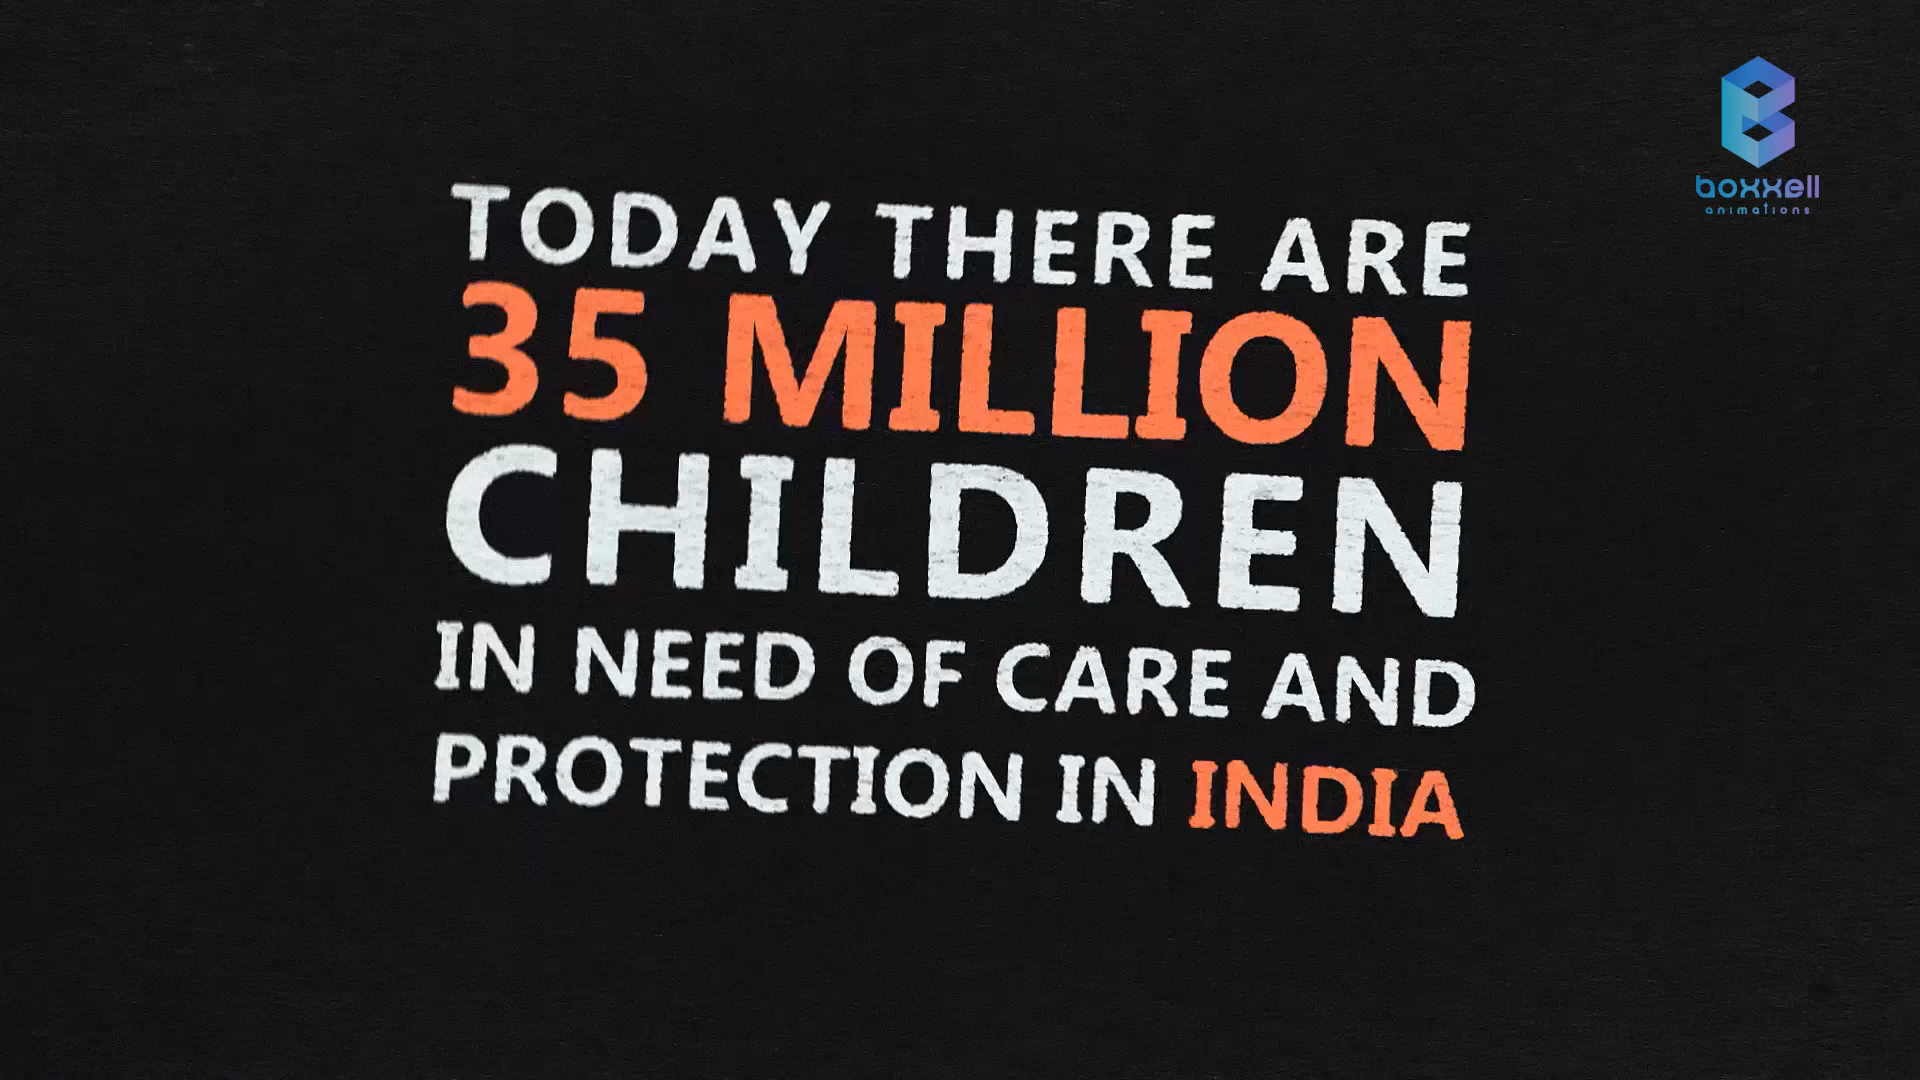 TODAY THERE ARE
35 MILLION
CHILDREN
IN NEED OF CARE AND
PROTECTION IN INDIA
boxxell
animations